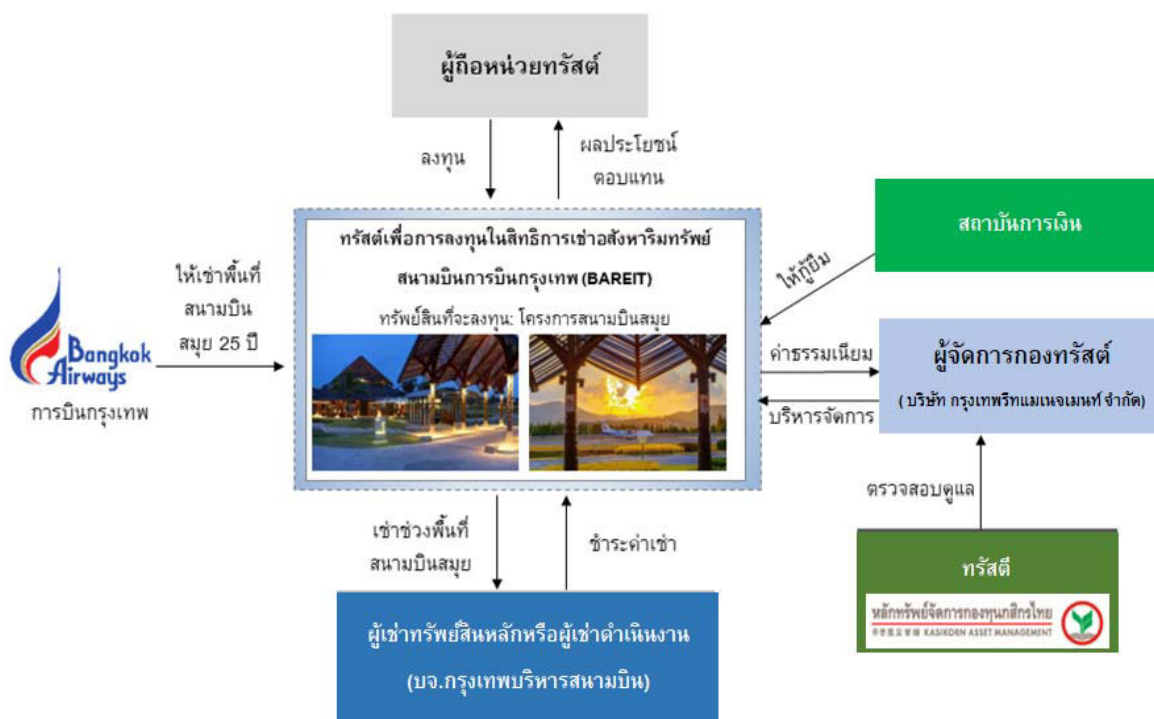 ผู้ถือหน่วยทรัสต์
ลงทุน
ผลประโยชน์
ตอบแทน
ทรัสต์เพื่อการลงทุนในสิทธิการเช่าอสังหาริมทรัพย์
สนามบินการบินกรุงเทพ (BAREIT)
ทรัพย์สินที่จะลงทุน: โครงการสนามบินสมุย
สถาบันการเงิน
ให้กู้ยืม
ให้เช่าพื้นที่
สนามบิน
สมุย 25 ปี
Bangkok
Airways
การบินกรุงเทพ
ค่าธรรมเนียม
บริหารจัดการ
ผู้จัดการกองทรัสต์
( บริษัท กรุงเทพรีทแมเนจเมนท์ จำกัด)
ตรวจสอบดูแล
ทรัสตี
หลักทรัพย์จัดการกองทุนกสิกรไทย
KASIKORN ASSET MANAGEMENT
เช่าช่วงพื้นที่
สนามบินสมุย
ชำระค่าเช่า
ผู้เช่าทรัพย์สินหลักหรือผู้เช่าดำเนินงาน
(บจ.กรุงเทพบริหารสนามบิน)